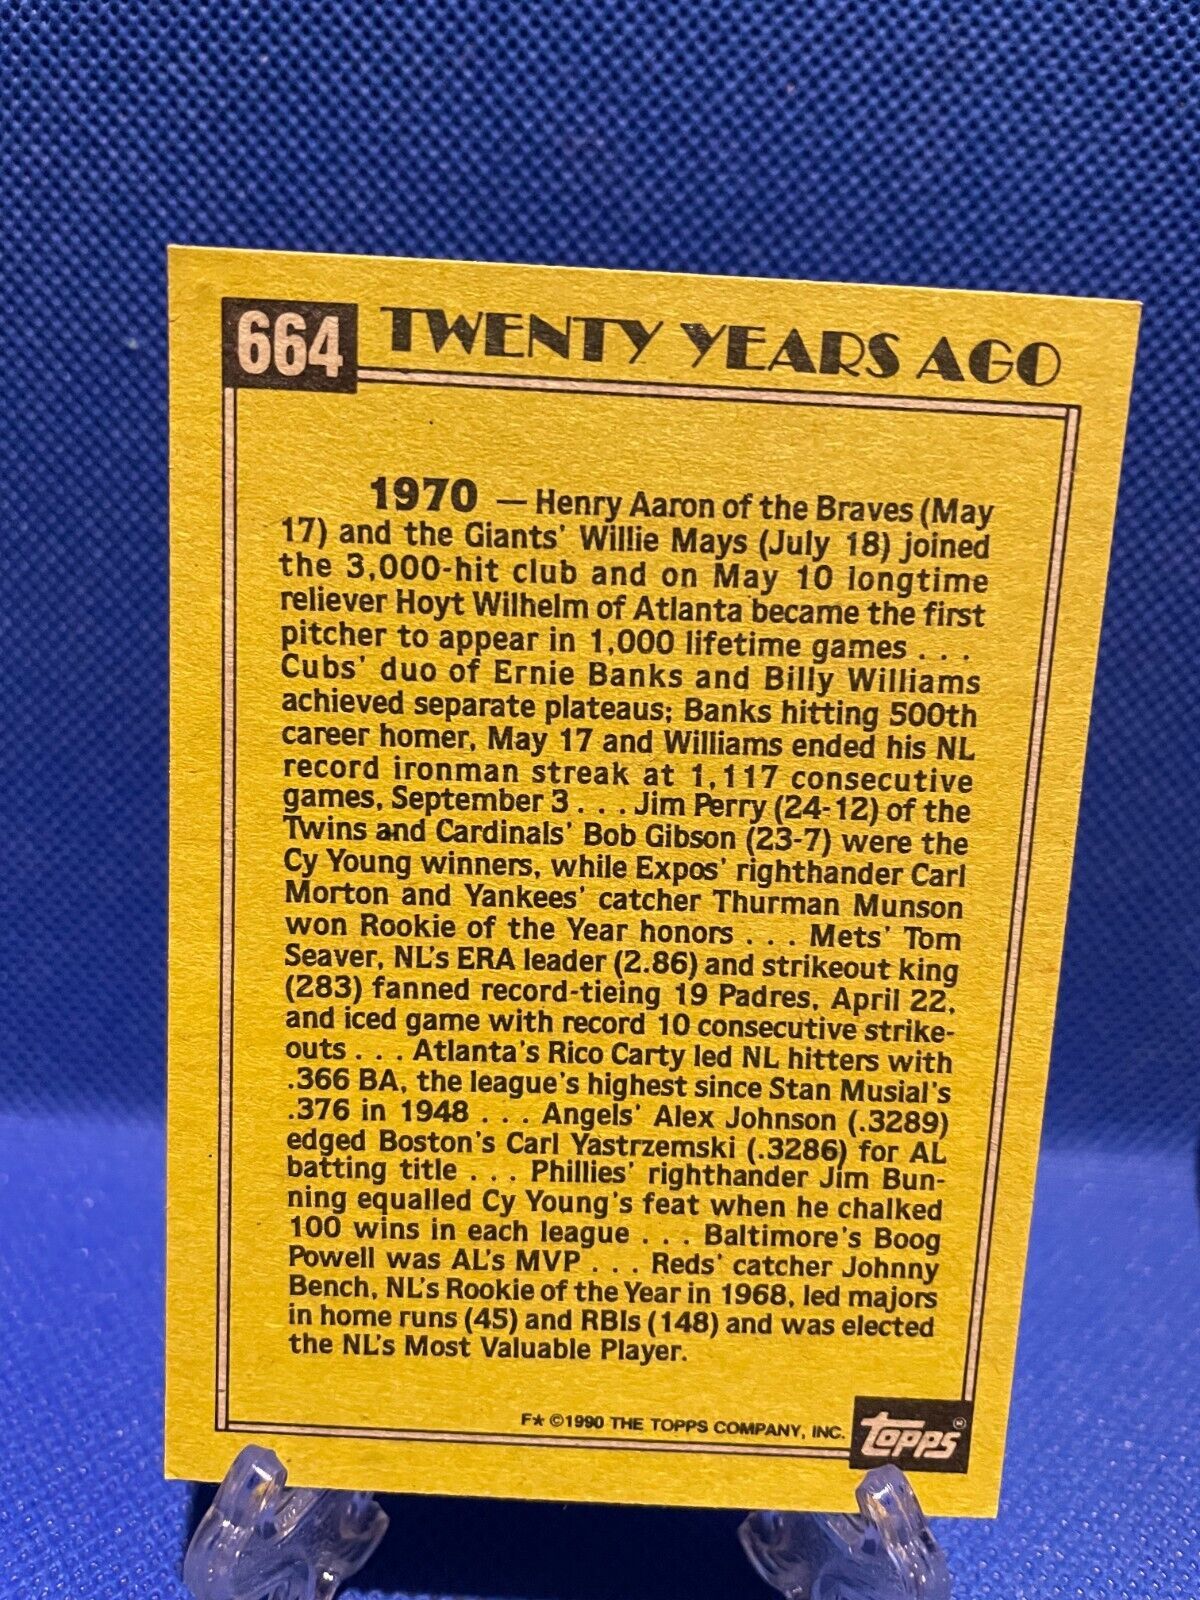 664 TWENTY YEARS AGO
1970 — Henry Aaron of the Braves (May
17) and the Giants' Willie Mays (July 18) joined
the 3,000-hit club and on May 10 longtime
reliever Hoyt Wilhelm of Atlanta became the first
pitcher to appear in 1,000 lifetime games . . .
Cubs' duo of Ernie Banks and Billy Williams
achieved separate plateaus; Banks hitting 500th
career homer, May 17 and Williams ended his NL
record ironman streak at 1,117 consecutive
games, September 3 . . . Jim Perry (24-12) of the
Twins and Cardinals' Bob Gibson (23-7) were the
Cy Young winners, while Expos' righthander Carl
Morton and Yankees' catcher Thurman Munson
won Rookie of the Year honors . . . Mets' Tom
Seaver, NL's ERA leader (2.86) and strikeout king
(283) fanned record-tieing 19 Padres, April 22,
and iced game with record 10 consecutive strike-
outs . . . Atlanta's Rico Carty led NL hitters with
.366 BA, the league's highest since Stan Musial's
.376 in 1948 . . . Angels' Alex Johnson (.3289)
edged Boston's Carl Yastrzemski (.3286) for AL
batting title . . . Phillies' righthander Jim Bun-
ning equalled Cy Young's feat when he chalked
100 wins in each league . . . Baltimore's Boog
Powell was AL's MVP . . . Reds' catcher Johnny
Bench, NL's Rookie of the Year in 1968, led majors
in home runs (45) and RBIs (148) and was elected
the NL's Most Valuable Player.
F★ ©1990 THE TOPPS COMPANY, INC.
topps